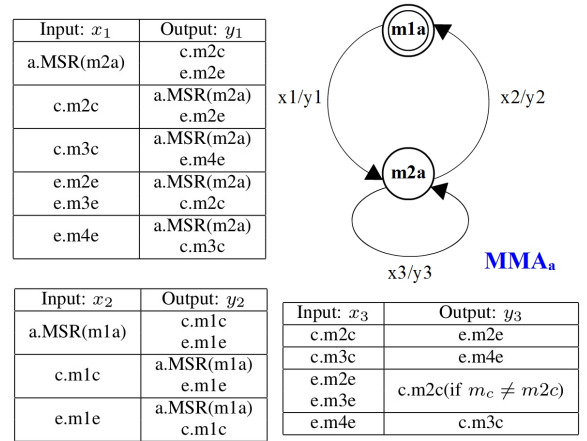 Input: x₁ Output: y₁
a.MSR(m2a) c.m2c
e.m2e
c.m2c a.MSR(m2a)
e.m2e
c.m3c a.MSR(m2a)
e.m4e
e.m2e a.MSR(m2a)
e.m3e c.m2c
e.m4e a.MSR(m2a)
c.m3c
m1a
x1/y1
x2/y2
m2a
x3/y3
MMAₐ
Input: x₂ Output: y₂
a.MSR(m1a) c.m1c
e.m1e
c.m1c a.MSR(m1a)
e.m1e
e.m1e a.MSR(m1a)
c.m1c
Input: x₃ Output: y₃
c.m2c e.m2e
c.m3c e.m4e
e.m2e c.m2c(if m_c ≠ m2c)
e.m3e
e.m4e c.m3c